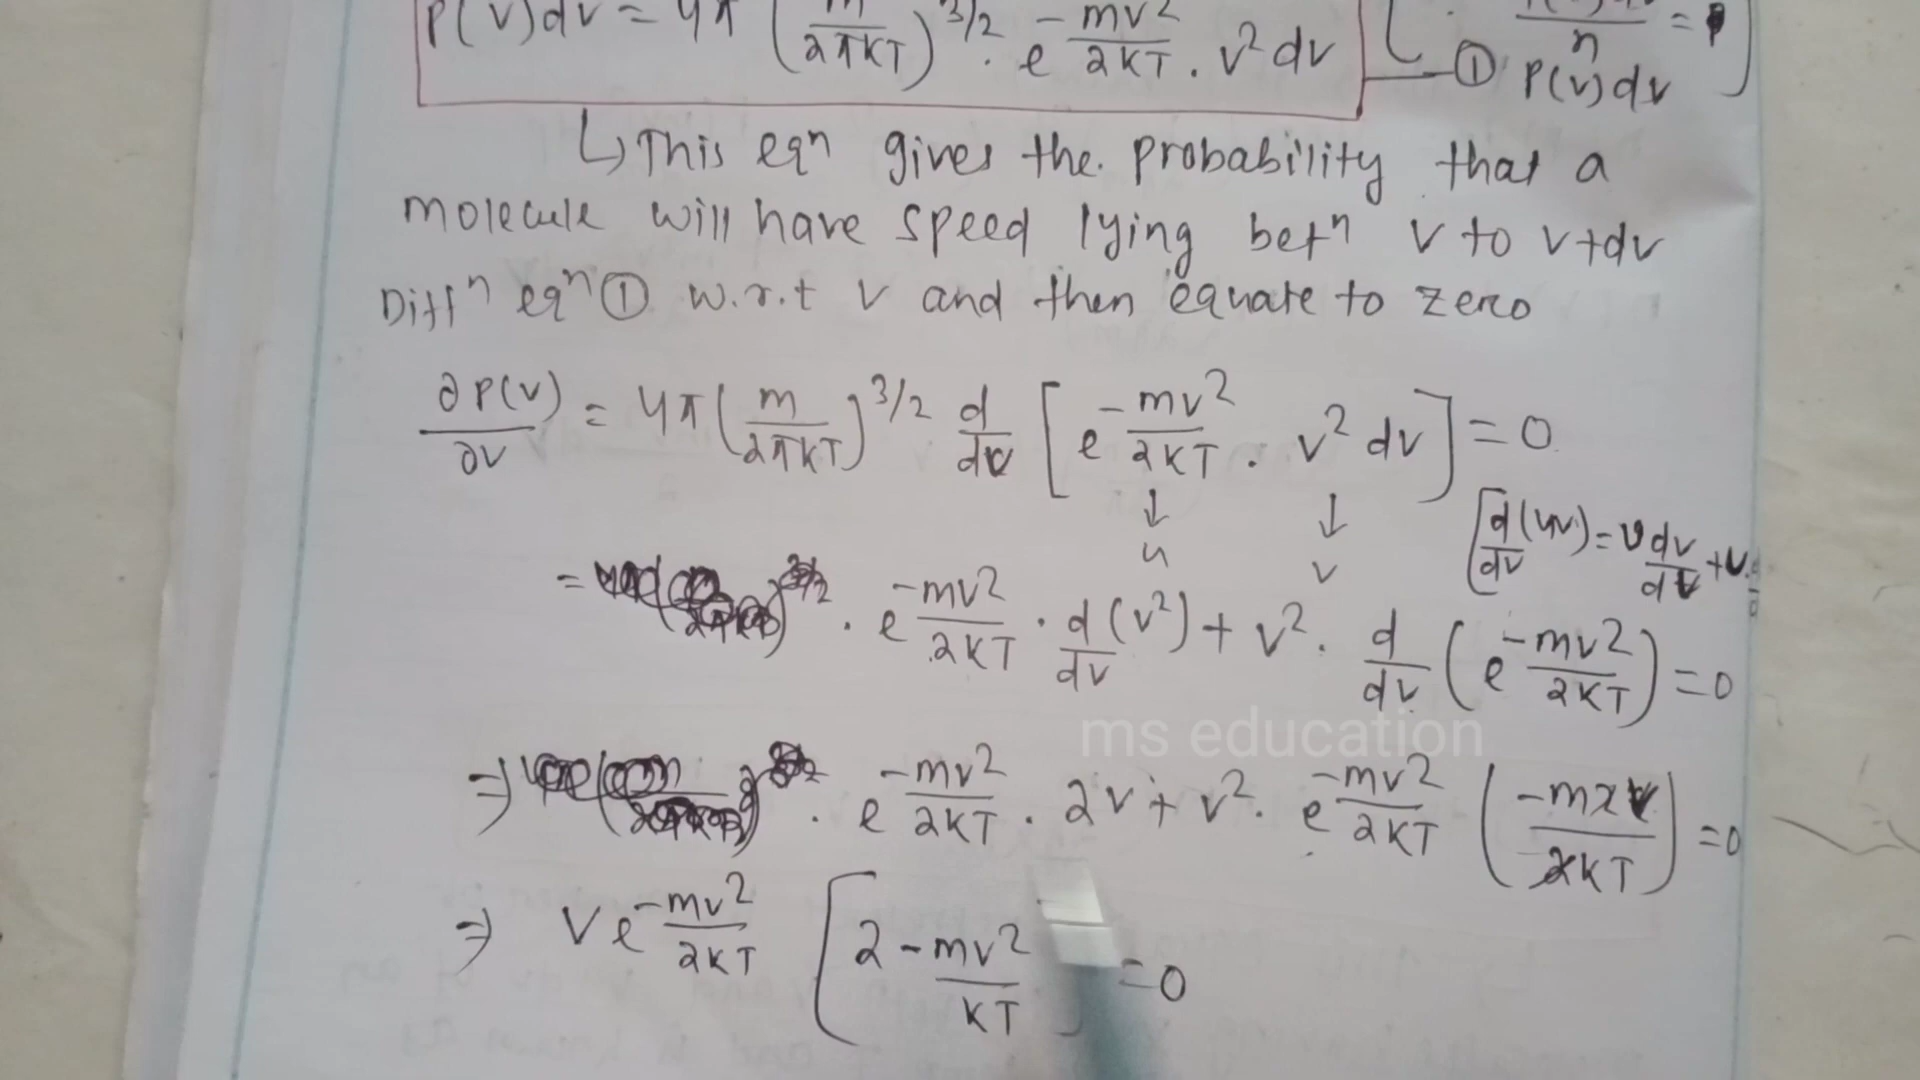 P(v)dv = 4π (m/2πKT)^3/2 . e^-mv²/2KT . v² dv — ① [ /n = P(v)dv ]
↳ This eqⁿ gives the probability that a
molecule will have speed lying betⁿ v to v+dv
Diffⁿ eqⁿ ① w.r.t v and then equate to zero
∂P(v)/∂v = 4π (m/2πKT)^3/2 d/dv [e^-mv²/2KT . v² dv] = 0
↓ ↓
u v
[d/dv (uv) = u dv/dv + v.
= . e^-mv²/2KT . d/dv (v²) + v² . d/dv (e^-mv²/2KT) = 0
ms education
⇒ . e^-mv²/2KT . 2v + v² . e^-mv²/2KT (-m2v/2KT) = 0
⇒ v e^-mv²/2KT [2 - mv²/KT ] = 0